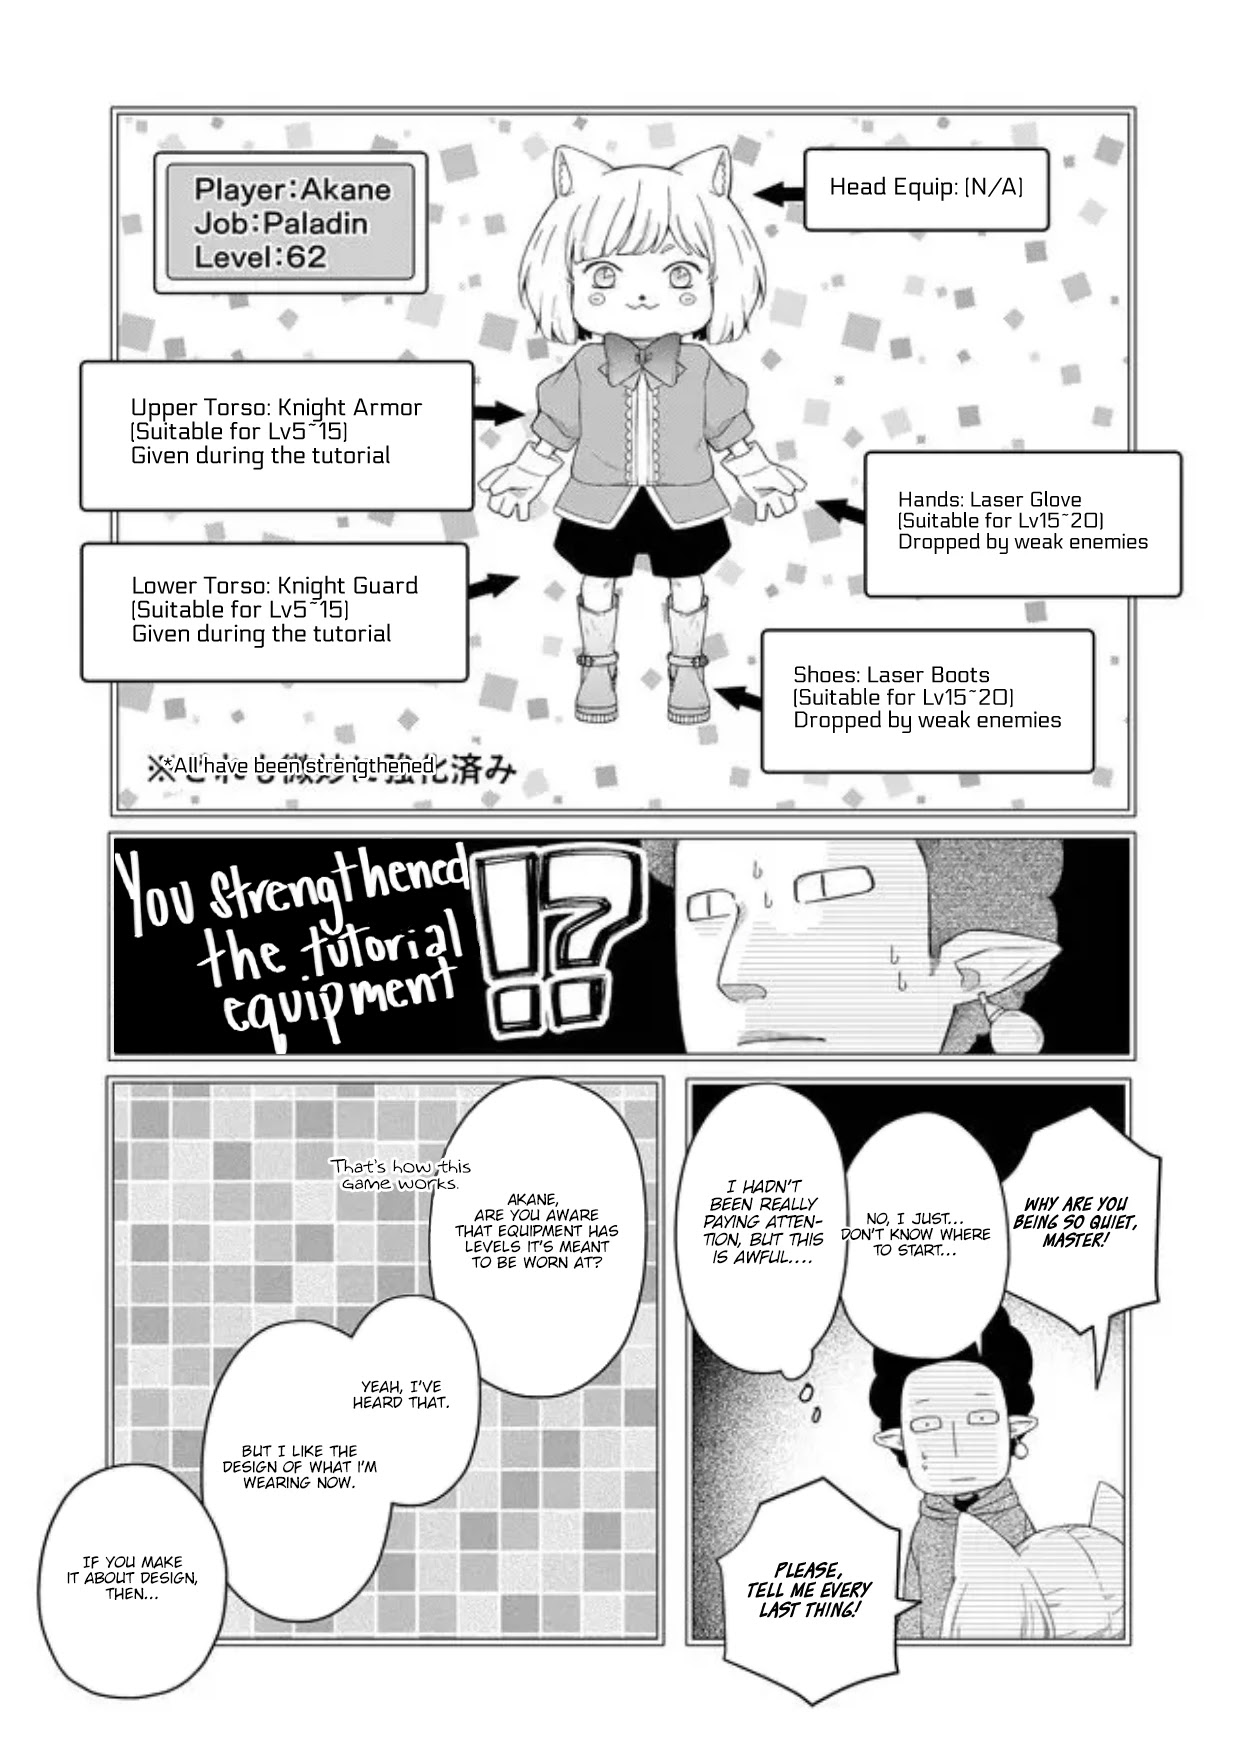 Player:Akane
Job:Paladin
Level:62
Head Equip: [N/A]
Upper Torso: Knight Armor
[Suitable for Lv5~15]
Given during the tutorial
Hands: Laser Glove
[Suitable for Lv15~20]
Dropped by weak enemies
Lower Torso: Knight Guard
[Suitable for Lv5~15]
Given during the tutorial
Shoes: Laser Boots
[Suitable for Lv15~20]
Dropped by weak enemies
*All have been strengthened
強化済み
You strengthened
the tutorial
equipment
!?
WHY ARE YOU
BEING SO QUIET,
MASTER!
NO, I JUST...
DON'T KNOW WHERE
TO START...
I HADN'T
BEEN REALLY
PAYING ATTEN-
TION, BUT THIS
IS AWFUL....
PLEASE,
TELL ME EVERY
LAST THING!
That's how this
game works.
AKANE,
ARE YOU AWARE
THAT EQUIPMENT HAS
LEVELS IT'S MEANT
TO BE WORN AT?
YEAH, I'VE
HEARD THAT.
BUT I LIKE THE
DESIGN OF WHAT I'M
WEARING NOW.
IF YOU MAKE
IT ABOUT DESIGN,
THEN...